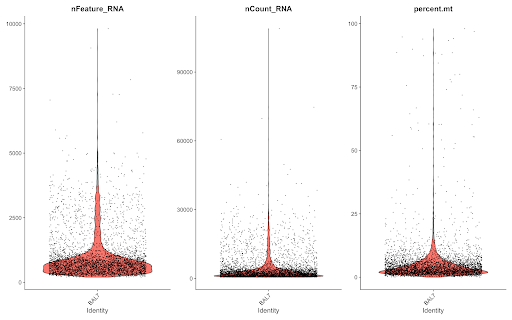 nFeature_RNA
10000
7500
5000
2500
0
BAL7
Identity
nCount_RNA
90000
60000
30000
0
BAL7
Identity
percent.mt
100
75
50
25
0
BAL7
Identity